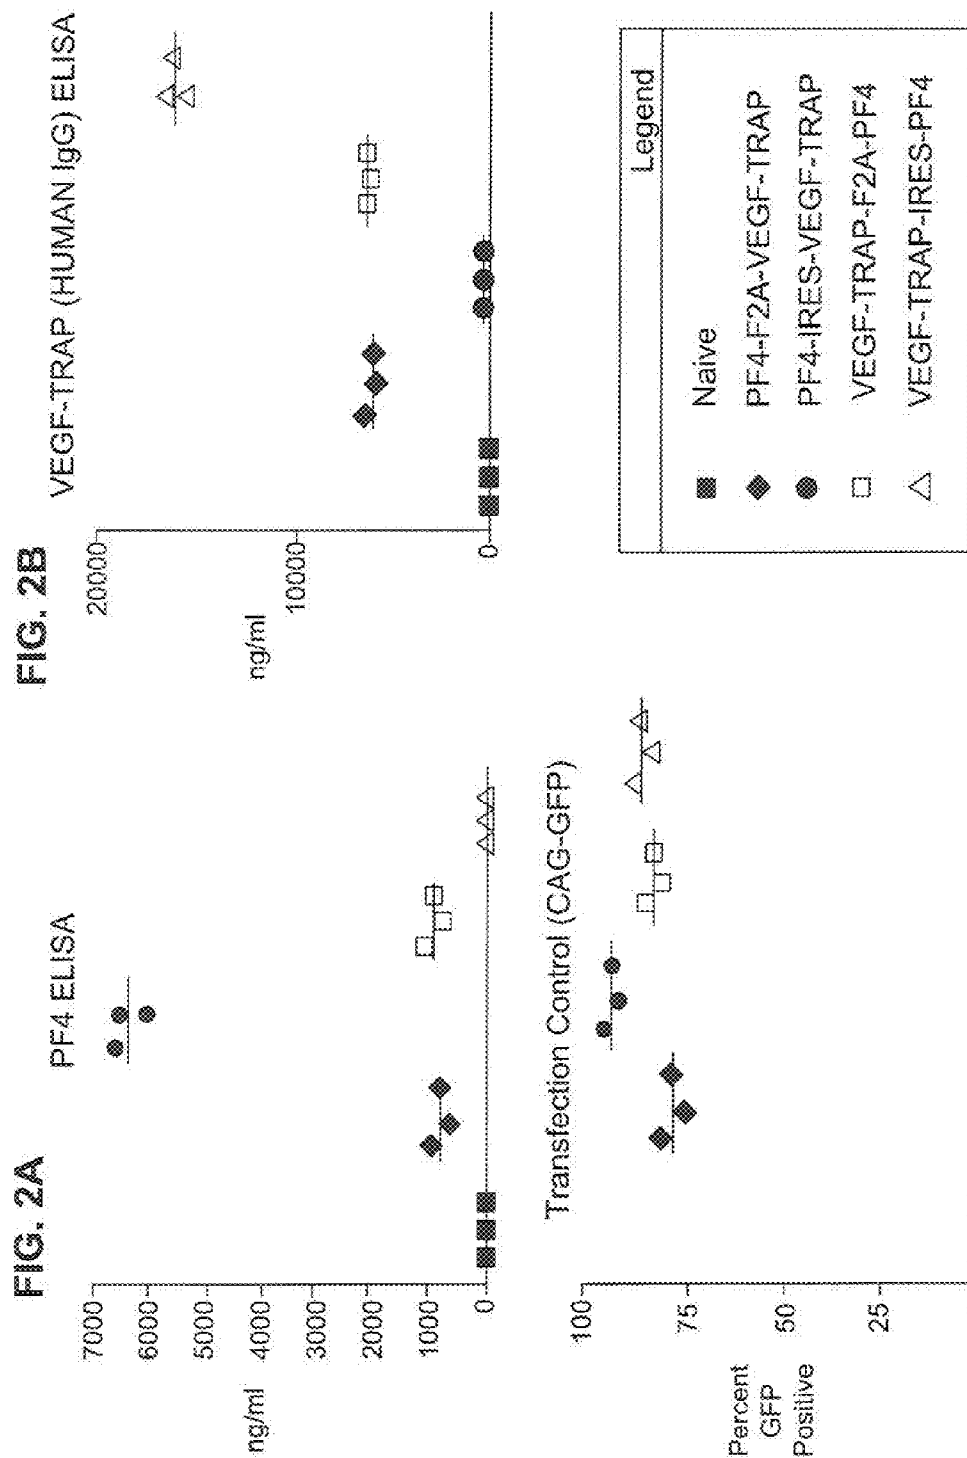 FIG. 2A
PF4 ELISA
7000
6000
5000
4000
3000
2000
1000
0
ng/ml
FIG. 2B
VEGF-TRAP (HUMAN IgG) ELISA
20000
10000
0
ng/ml
Transfection Control (CAG-GFP)
100
75
50
25
Percent
GFP
Positive
Legend
Naive
PF4-F2A-VEGF-TRAP
PF4-IRES-VEGF-TRAP
VEGF-TRAP-F2A-PF4
VEGF-TRAP-IRES-PF4